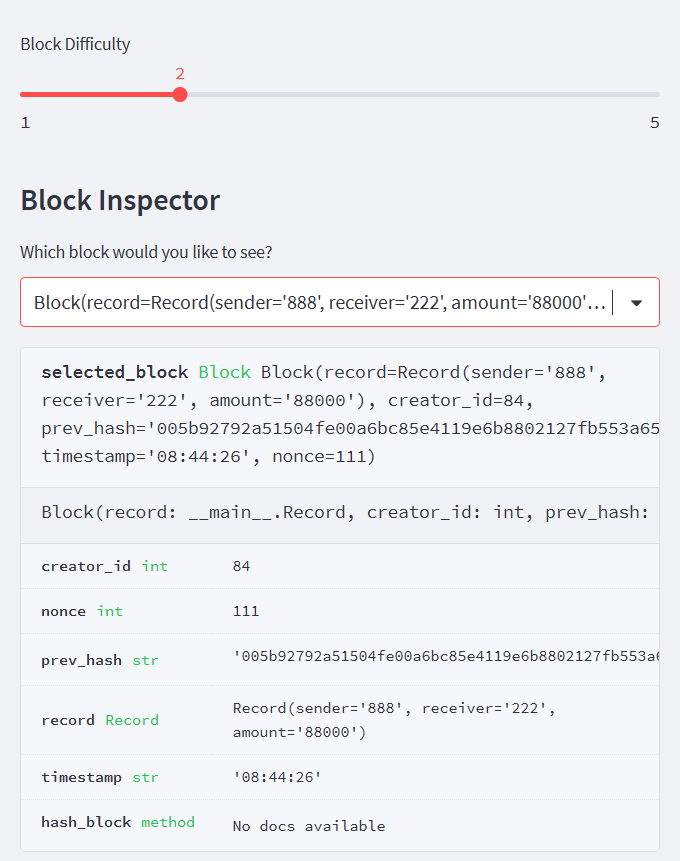 Block Difficulty
2
1 5
Block Inspector
Which block would you like to see?
Block(record=Record(sender='888', receiver='222', amount='88000'...
selected_block Block Block(record=Record(sender='888',
receiver='222', amount='88000'), creator_id=84,
prev_hash='005b92792a51504fe00a6bc85e4119e6b8802127fb553a65
timestamp='08:44:26', nonce=111)
Block(record: __main__.Record, creator_id: int, prev_hash:
creator_id int 84
nonce int 111
prev_hash str '005b92792a51504fe00a6bc85e4119e6b8802127fb553a6
record Record Record(sender='888', receiver='222',
amount='88000')
timestamp str '08:44:26'
hash_block method No docs available